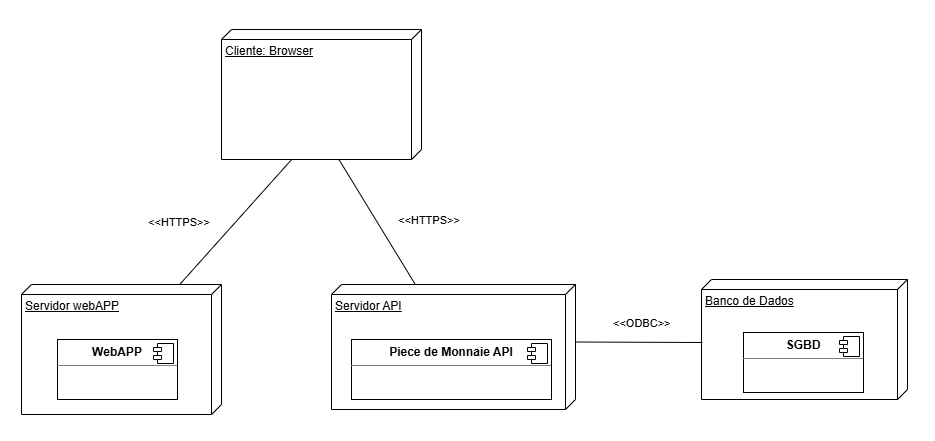 Cliente: Browser
<<HTTPS>>
<<HTTPS>>
Servidor webAPP
WebAPP
Servidor API
Piece de Monnaie API
<<ODBC>>
Banco de Dados
SGBD